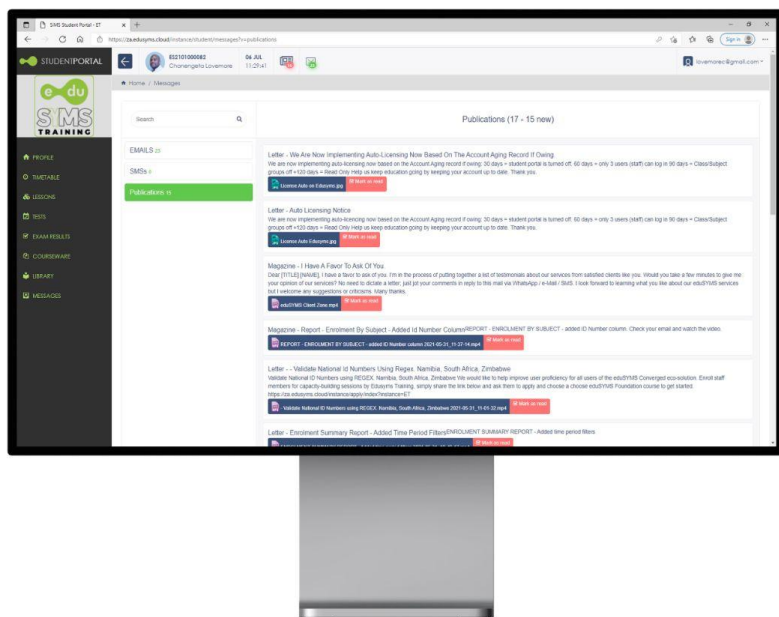 SIMS Student Portal - ET
https://za.edusyms.cloud/instance/student/messages?v=publications
Sign in
STUDENTPORTAL
ES2101000082
Chanengeta Lovemore
06 JUL
11:29:41
lovemorec@gmail.com
edu
SYMS
TRAINING
Home / Messages
PROFILE
TIMETABLE
LESSONS
TESTS
EXAM RESULTS
COURSEWARE
LIBRARY
MESSAGES
Search
EMAILS 23
SMSs
Publications 15
Publications (17 - 15 new)
Letter - We Are Now Implementing Auto-Licensing Now Based On The Account Aging Record If Owing
We are now implementing auto-licensing now based on the Account Aging record if owing: 30 days = student portal is turned off. 60 days = only 3 users (staff) can log in 90 days = Class/Subject
groups off +120 days = Read Only Help us keep education going by keeping your account up to date. Thank you.
License Auto on Edusyms.jpg
Mark as read
Letter - Auto Licensing Notice
We are now implementing auto-licencing now based on the Account Aging record if owing: 30 days = student portal is turned off. 60 days = only 3 users (staff) can log in 90 days = Class/Subject
groups off +120 days = Read Only Help us keep education going by keeping your account up to date. Thank you.
License Auto Edusyms.jpg
Mark as read
Magazine - I Have A Favor To Ask Of You
Dear [TITLE] [NAME], I have a favor to ask of you. I'm in the process of putting together a list of testimonials about our services from satisfied clients like you. Would you take a few minutes to give me
your opinion of our services? No need to dictate a letter; just jot your comments in reply to this mail via WhatsApp / e-Mail / SMS. I look forward to learning what you like about our eduSYMS services
but I welcome any suggestions or criticisms. Many thanks.
eduSYMS Client Zone.mp4
Mark as read
Magazine - Report - Enrolment By Subject - Added Id Number ColumnREPORT - ENROLMENT BY SUBJECT - added ID Number column. Check your email and watch the video.
REPORT - ENROLMENT BY SUBJECT - added ID Number column 2021-05-31_11-37-14.mp4
Mark as read
Letter - - Validate National Id Numbers Using Regex. Namibia, South Africa, Zimbabwe
Validate National ID Numbers using REGEX. Namibia, South Africa, Zimbabwe We would like to help improve user proficiency for all users of the eduSYMS Converged eco-solution. Enroll staff
members for capacity-building sessions by Edusyms Training. simply share the link below and ask them to apply and choose a choose eduSYMS Foundation course to get started.
https://za.edusyms.cloud/instance/apply/index?instance=ET
- Validate National ID Numbers using REGEX. Namibia, South Africa, Zimbabwe 2021-05-31_11-01-32.mp4
Mark as read
Letter - Enrolment Summary Report - Added Time Period FiltersENROLMENT SUMMARY REPORT - Added time period filters
Mark as read